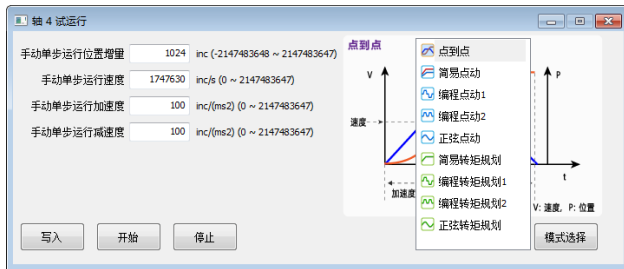 轴 4 试运行
手动单步运行位置增量 1024 inc (-2147483648 ~ 2147483647)
手动单步运行速度 1747630 inc/s (0 ~ 2147483647)
手动单步运行加速度 100 inc/(ms2) (0 ~ 2147483647)
手动单步运行减速度 100 inc/(ms2) (0 ~ 2147483647)
点到点
V
P
速度
加速度
t
V: 速度, P: 位置
点到点
简易点动
编程点动1
编程点动2
正弦点动
简易转矩规划
编程转矩规划1
编程转矩规划2
正弦转矩规划
写入 开始 停止 模式选择